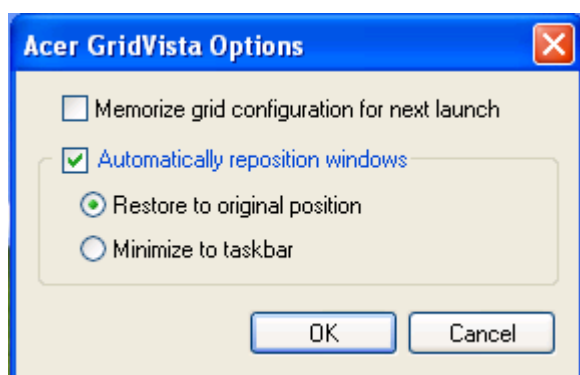 Acer GridVista Options
Memorize grid configuration for next launch
Automatically reposition windows
Restore to original position
Minimize to taskbar
OK Cancel